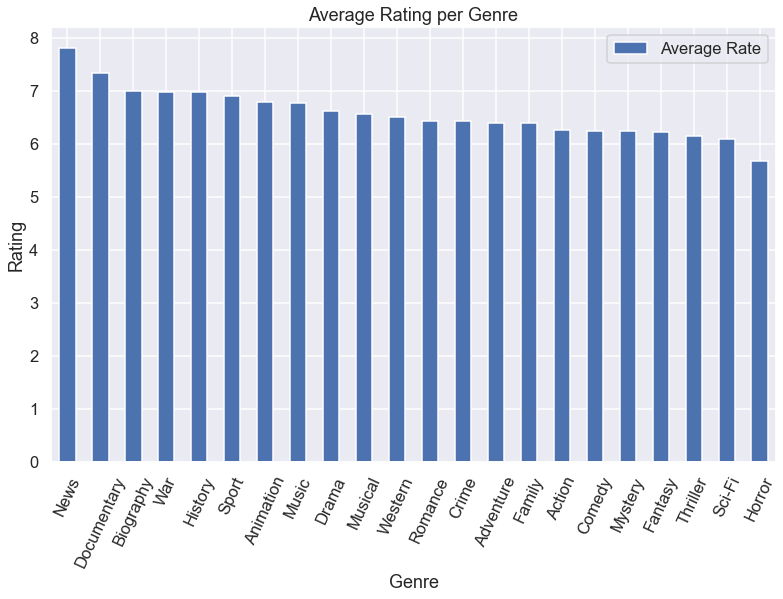 Average Rating per Genre
Average Rate
8
7
6
5
4
3
2
1
0
Rating
News
Documentary
Biography
War
History
Sport
Animation
Music
Drama
Musical
Western
Romance
Crime
Adventure
Family
Action
Comedy
Mystery
Fantasy
Thriller
Sci-Fi
Horror
Genre